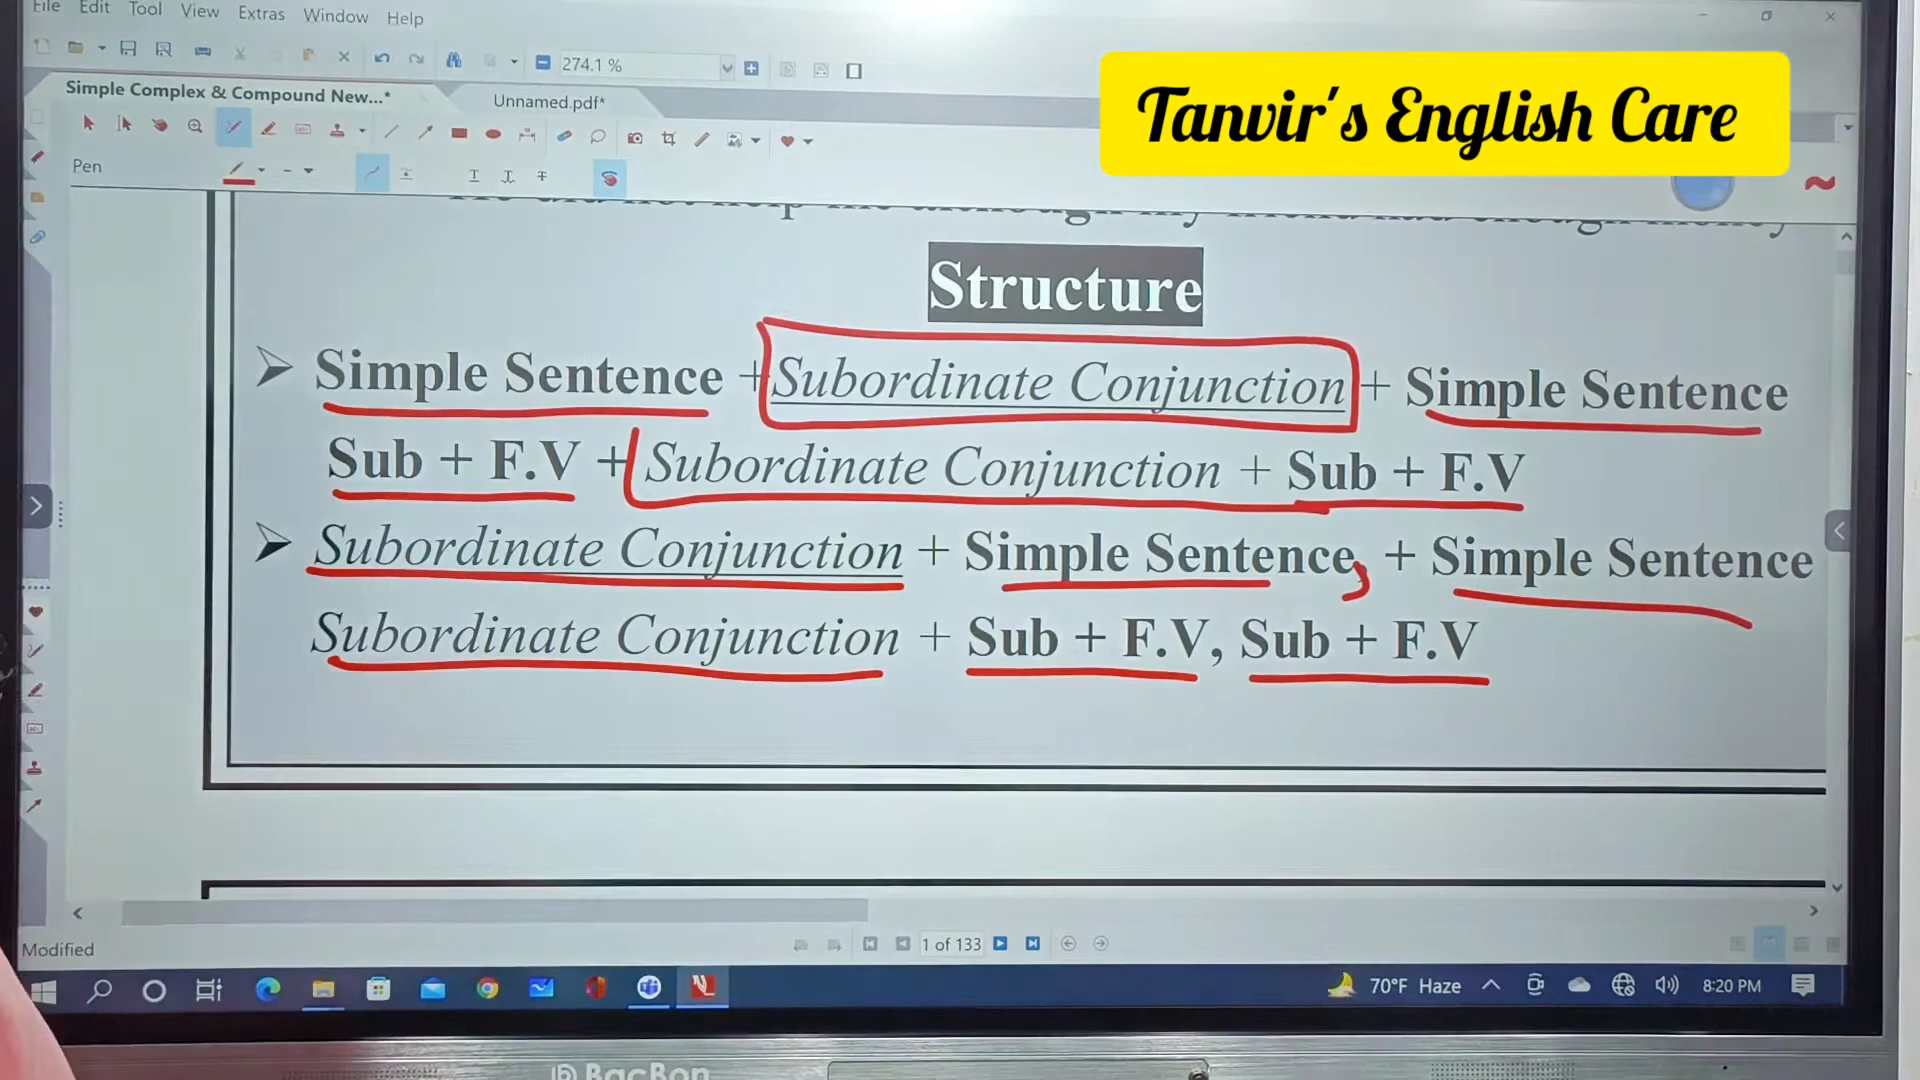 File Edit Tool View Extras Window Help
274.1 %
Tanvir's English Care
Simple Complex & Compound New...*
Unnamed.pdf*
Pen
Structure
➢ Simple Sentence + Subordinate Conjunction + Simple Sentence
Sub + F.V + Subordinate Conjunction + Sub + F.V
➢ Subordinate Conjunction + Simple Sentence, + Simple Sentence
Subordinate Conjunction + Sub + F.V, Sub + F.V
1 of 133
Modified
70°F Haze
8:20 PM
BacBon